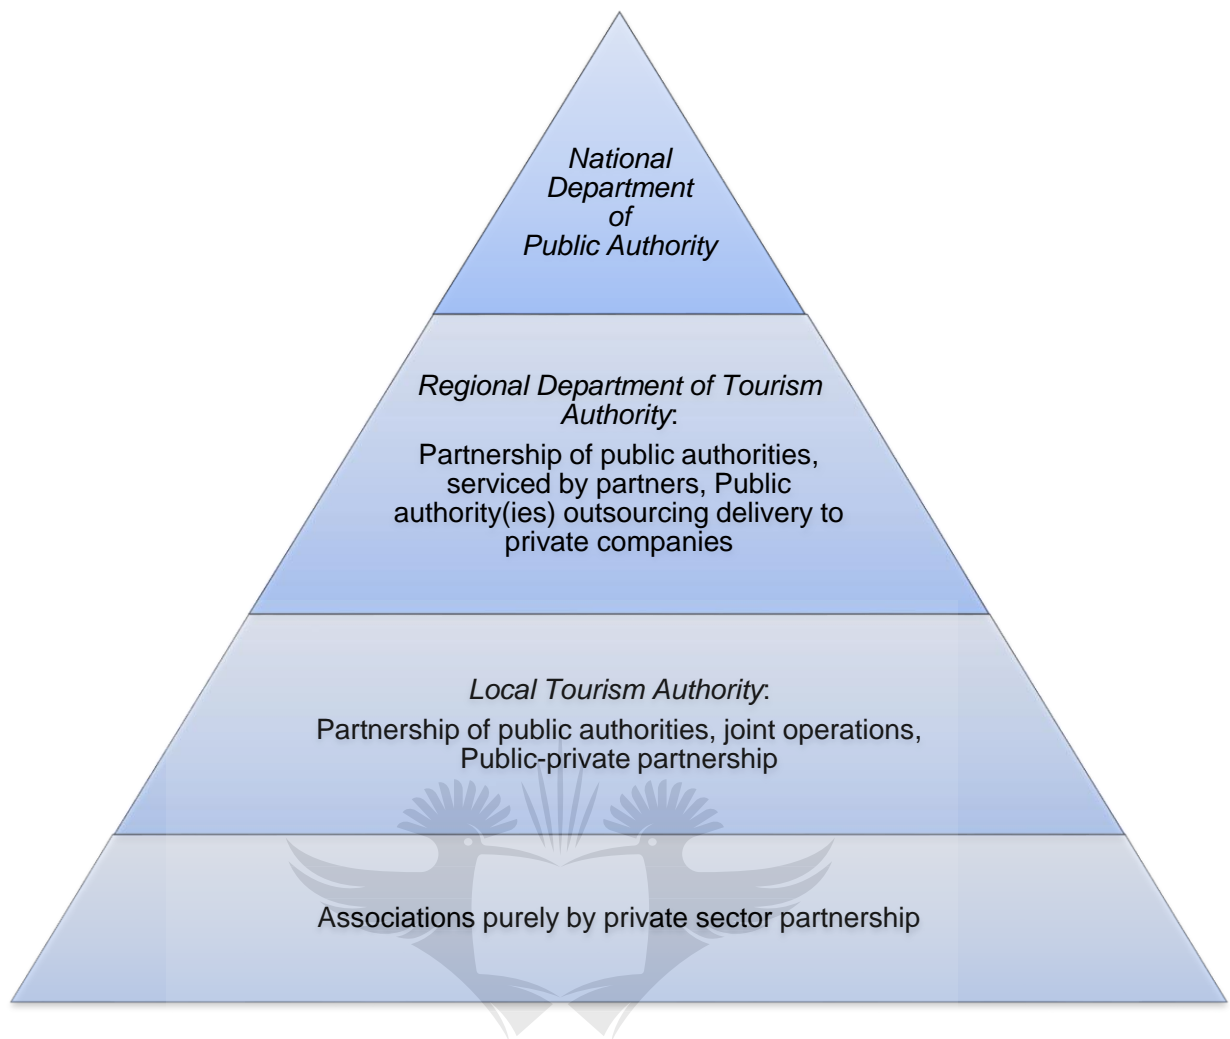 National
Department
of
Public Authority
Regional Department of Tourism
Authority:
Partnership of public authorities,
serviced by partners, Public
authority(ies) outsourcing delivery to
private companies
Local Tourism Authority:
Partnership of public authorities, joint operations,
Public-private partnership
Associations purely by private sector partnership